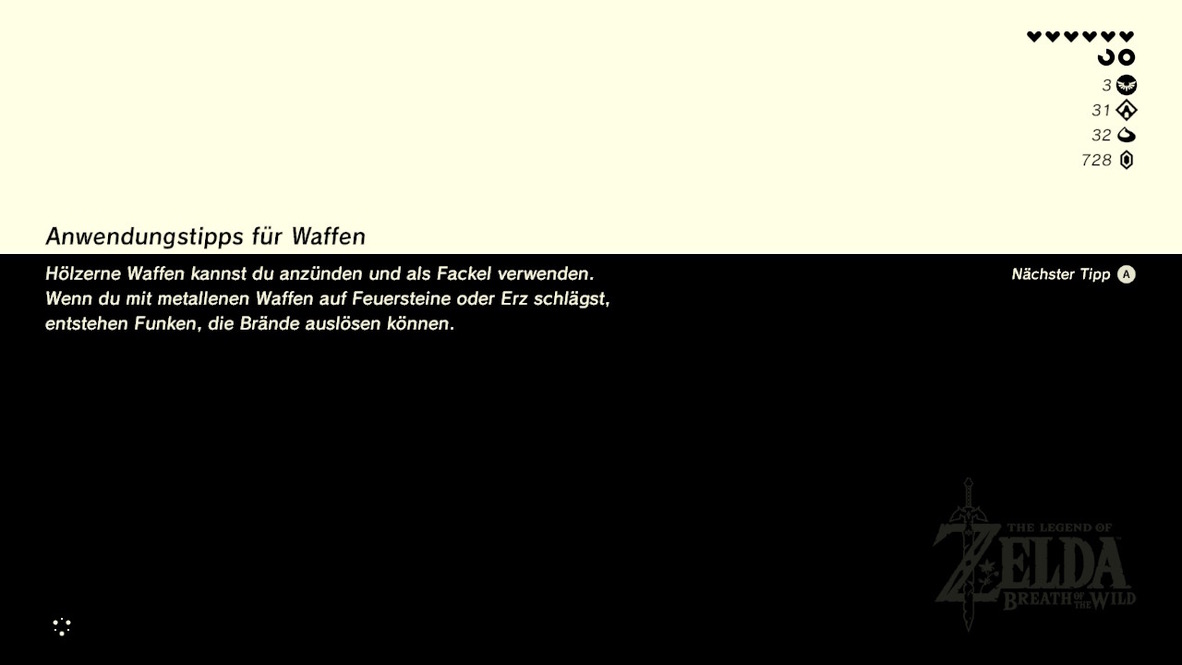 3
31
32
728
Anwendungstipps für Waffen
Hölzerne Waffen kannst du anzünden und als Fackel verwenden.
Wenn du mit metallenen Waffen auf Feuersteine oder Erz schlägst,
entstehen Funken, die Brände auslösen können.
Nächster Tipp A
THE LEGEND OF
ZELDA
BREATH OF THE WILD